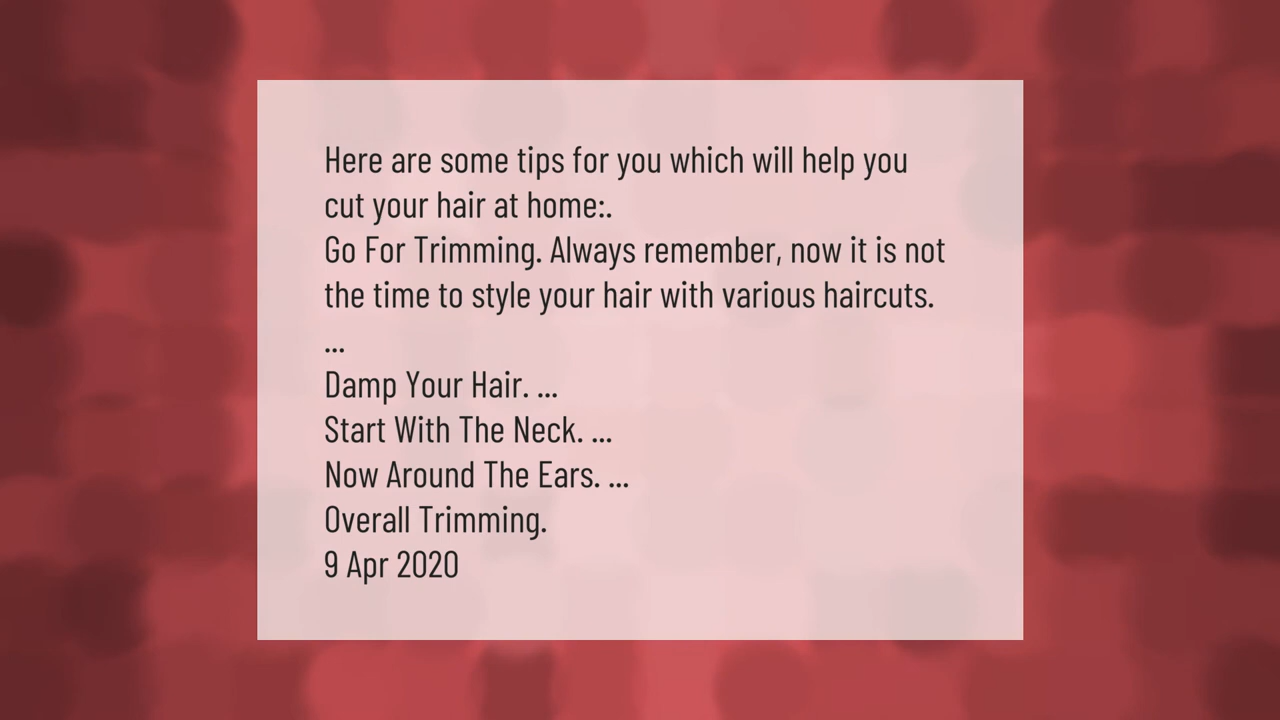 Here are some tips for you which will help you
cut your hair at home:.
Go For Trimming. Always remember, now it is not
the time to style your hair with various haircuts.
...
Damp Your Hair. ...
Start With The Neck. ...
Now Around The Ears. ...
Overall Trimming.
9 Apr 2020